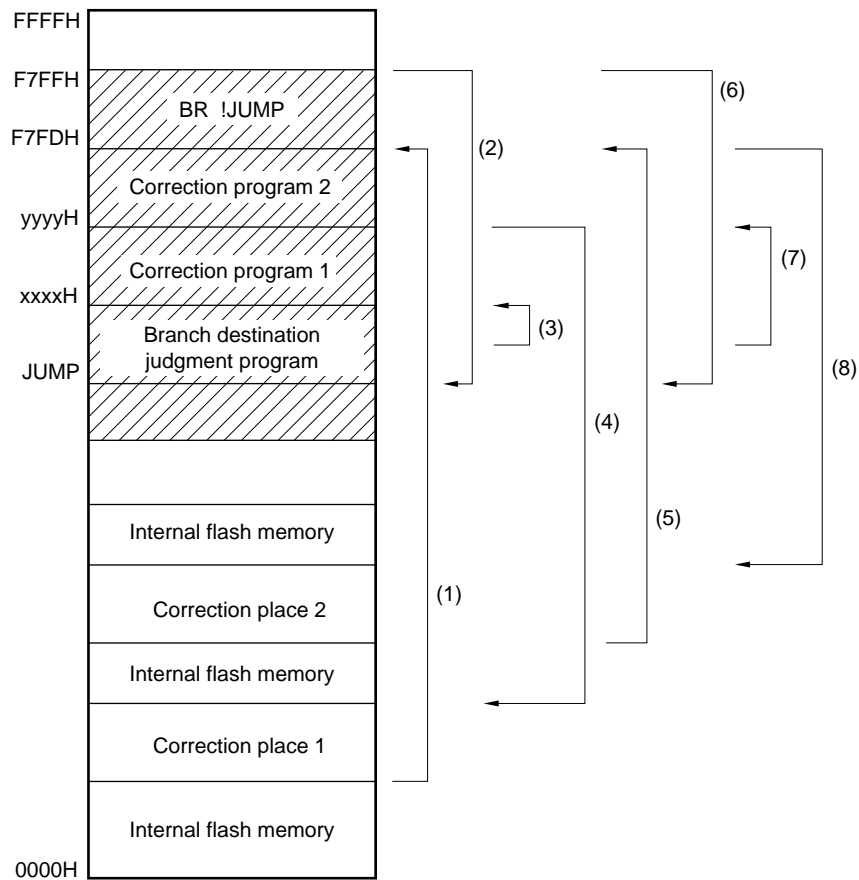 FFFFH
F7FFH
BR !JUMP
(6)
F7FDH
(2)
Correction program 2
yyyyH
(7)
Correction program 1
xxxxH
(3)
Branch destination
judgment program
JUMP
(8)
(4)
(5)
Internal flash memory
(1)
Correction place 2
Internal flash memory
Correction place 1
Internal flash memory
0000H